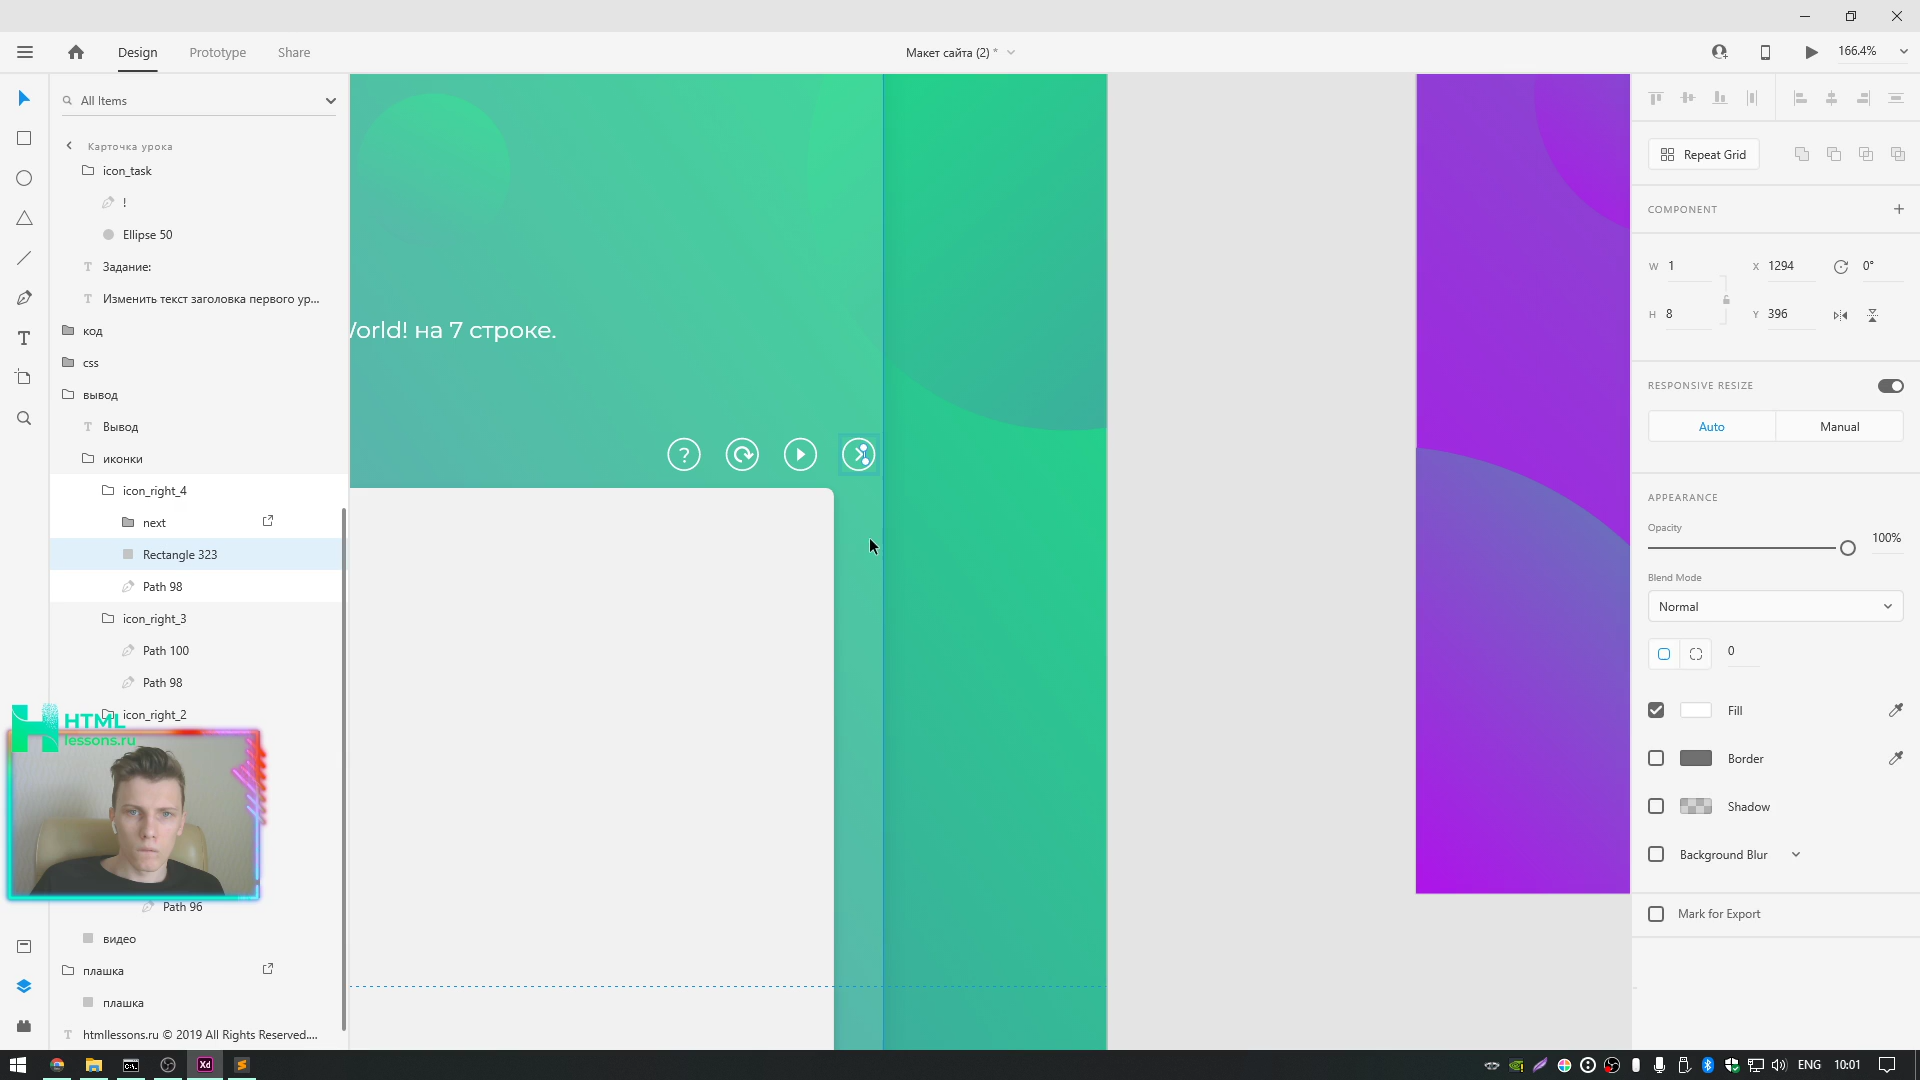 Design
Prototype
Share
Макет сайта (2) *
166.4%
All Items
Карточка урока
icon_task
!
Ellipse 50
Задание:
Изменить текст заголовка первого ур...
код
css
вывод
Вывод
иконки
icon_right_4
next
Rectangle 323
Path 98
icon_right_3
Path 100
Path 98
icon_right_2
HTML
lessons.ru
Path 96
видео
плашка
плашка
htmllessons.ru © 2019 All Rights Reserved....
World! на 7 строке.
?
Repeat Grid
COMPONENT
W 1
X 1294
0°
H 8
Y 396
RESPONSIVE RESIZE
Auto
Manual
APPEARANCE
Opacity
100%
Blend Mode
Normal
0
Fill
Border
Shadow
Background Blur
Mark for Export
Xd
ENG
10:01